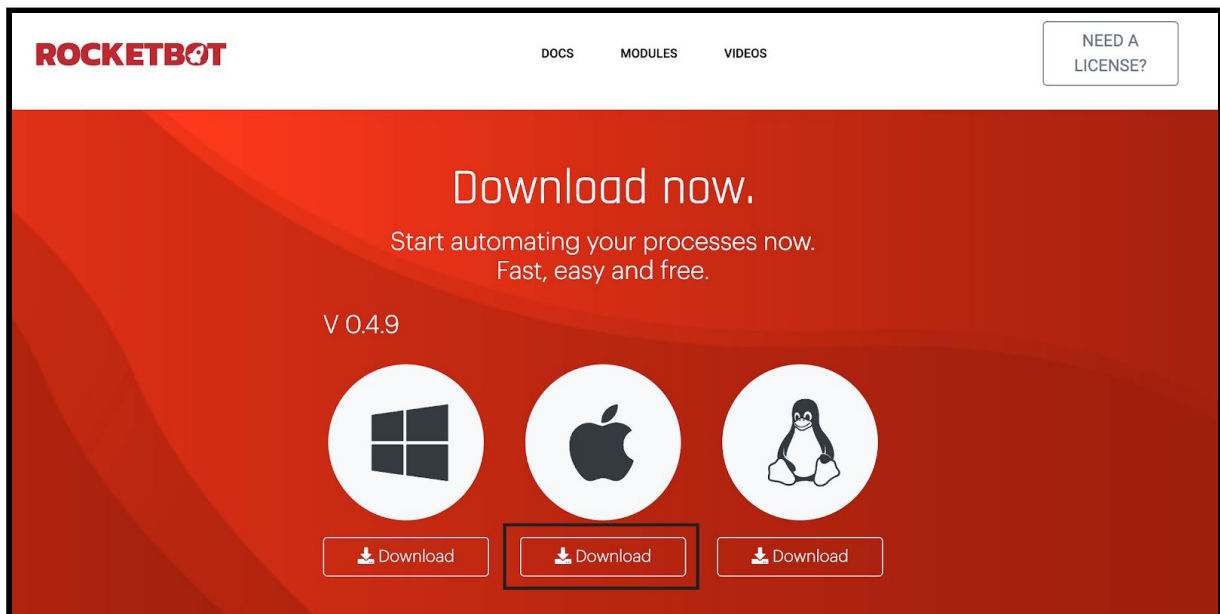 ROCKETBOT
DOCS MODULES VIDEOS
NEED A
LICENSE?
Download now.
Start automating your processes now.
Fast, easy and free.
V 0.4.9
Download Download Download